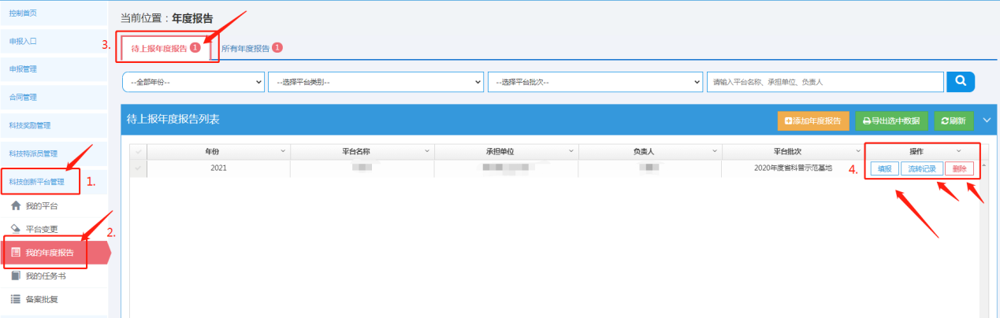 控制首页
申报入口
申报管理
合同管理
科技奖励管理
科技特派员管理
科技创新平台管理
1.
我的平台
平台变更
2.
我的年度报告
我的任务书
备案批复
当前位置：年度报告
3.
待上报年度报告 1
所有年度报告 1
--全部年份--
--选择平台类别--
--选择平台批次--
请输入平台名称、承担单位、负责人
待上报年度报告列表
添加年度报告
导出选中数据
刷新
年份 平台名称 承担单位 负责人 平台批次 操作
2021 2020年度省科普示范基地 4. 填报 流转记录 删除